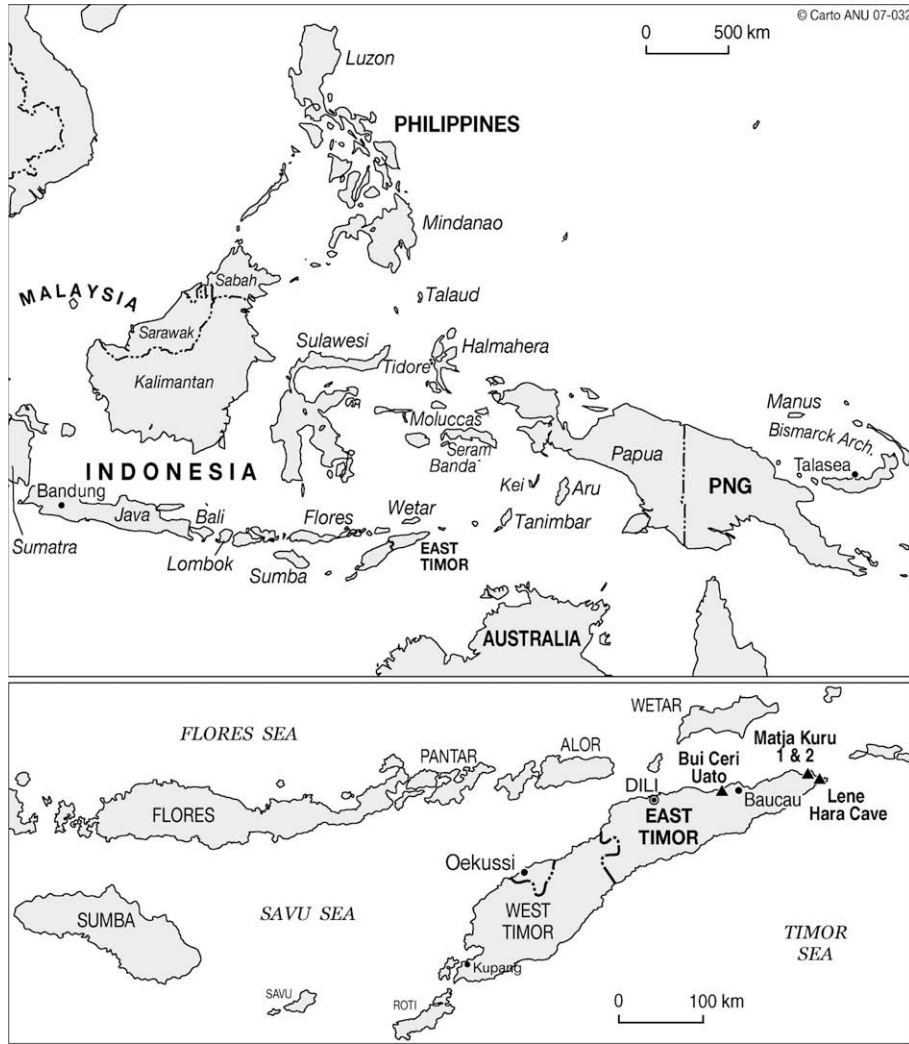 © Carto ANU 07-032
0 500 km
Luzon
PHILIPPINES
Mindanao
MALAYSIA
Sabah
Talaud
Sarawak
Sulawesi
Halmahera
Tidore
Kalimantan
Moluccas
Manus
Bismarck Arch.
Seram
Banda
Papua
Talasea
INDONESIA
Kei
Aru
PNG
Bandung
Java
Bali
Flores
Wetar
Tanimbar
Sumatra
Lombok
EAST
TIMOR
Sumba
AUSTRALIA
WETAR
FLORES SEA
Matja Kuru
1 & 2
PANTAR
ALOR
Bui Ceri
Uato
DILI
Baucau
Lene
Hara Cave
FLORES
EAST
TIMOR
Oekussi
SUMBA
SAVU SEA
WEST
TIMOR
TIMOR
SEA
Kupang
SAVU
ROTI
0 100 km